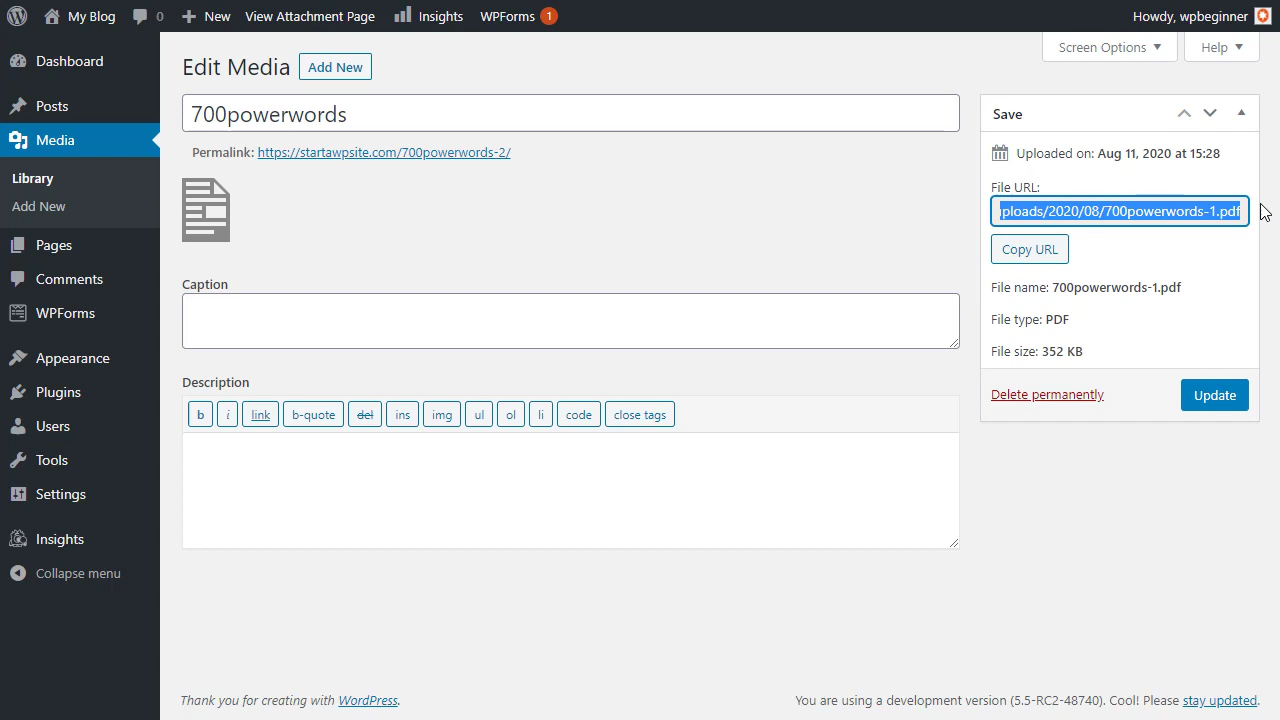 My Blog 0 New View Attachment Page Insights WPForms 1 Howdy, wpbeginner
Screen Options Help
Dashboard
Posts
Media
Library
Add New
Pages
Comments
WPForms
Appearance
Plugins
Users
Tools
Settings
Insights
Collapse menu
Edit Media Add New
700powerwords
Permalink: https://startawpsite.com/700powerwords-2/
Caption
Description
b i link b-quote del ins img ul ol li code close tags
Save
Uploaded on: Aug 11, 2020 at 15:28
File URL:
uploads/2020/08/700powerwords-1.pdf
Copy URL
File name: 700powerwords-1.pdf
File type: PDF
File size: 352 KB
Delete permanently Update
Thank you for creating with WordPress. You are using a development version (5.5-RC2-48740). Cool! Please stay updated.